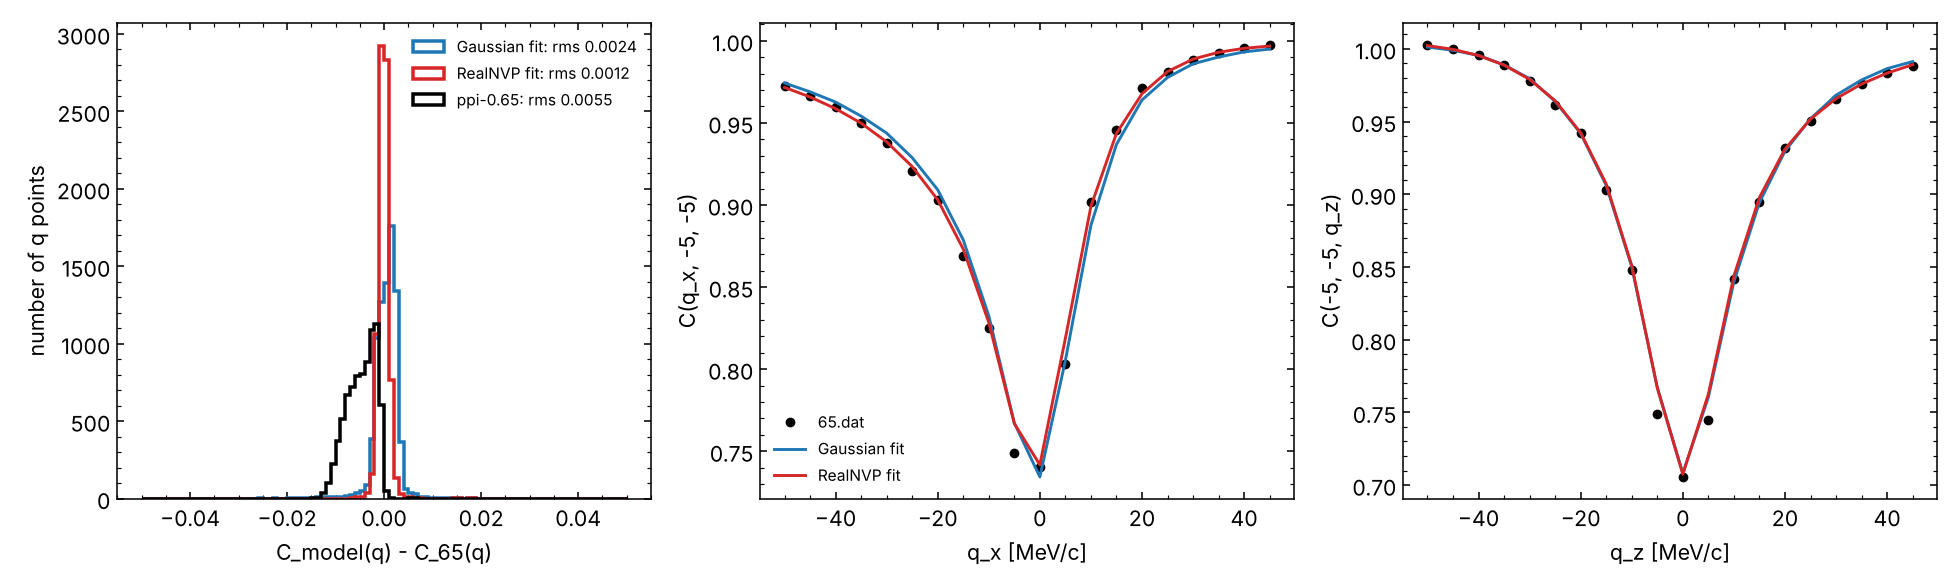 number of q points
3000
2500
2000
1500
1000
500
0
Gaussian fit: rms 0.0024
RealNVP fit: rms 0.0012
ppi-0.65: rms 0.0055
−0.04 −0.02 0.00 0.02 0.04
C_model(q) - C_65(q)
C(q_x, -5, -5)
1.00
0.95
0.90
0.85
0.80
0.75
65.dat
Gaussian fit
RealNVP fit
−40 −20 0 20 40
q_x [MeV/c]
C(-5, -5, q_z)
1.00
0.95
0.90
0.85
0.80
0.75
0.70
−40 −20 0 20 40
q_z [MeV/c]